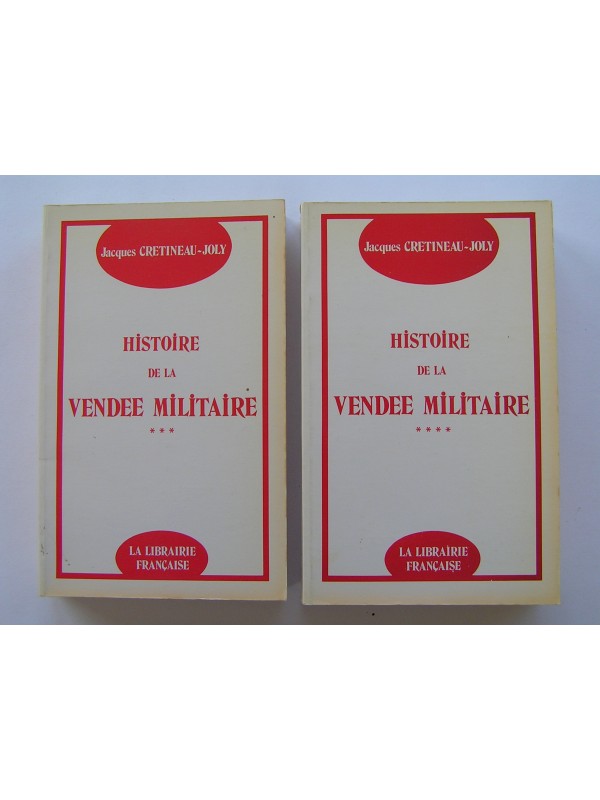 Jacques CRETINEAU-JOLY
HISTOIRE
DE LA
VENDEE MILITAIRE
***
LA LIBRAIRIE
FRANÇAISE
Jacques CRETINEAU-JOLY
HISTOIRE
DE LA
VENDEE MILITAIRE
****
LA LIBRAIRIE
FRANÇAISE